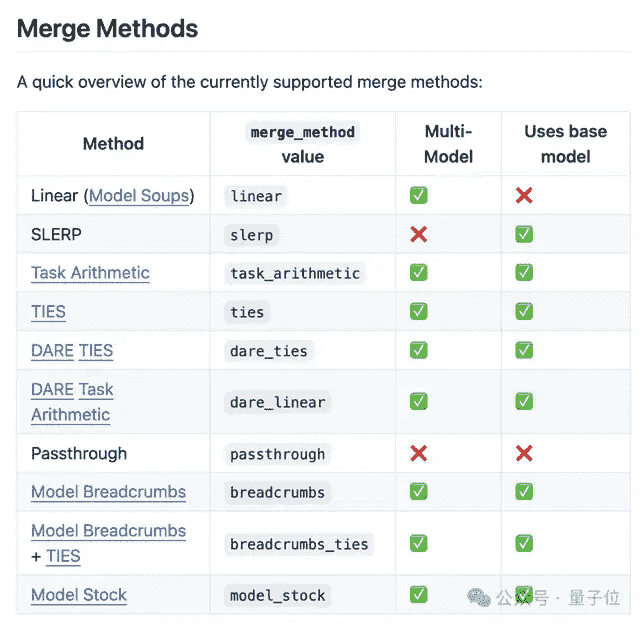 Merge Methods
A quick overview of the currently supported merge methods:
Method
merge_method
value
Multi-
Model
Uses base
model
Linear (Model Soups) linear ✅ ❌
SLERP slerp ❌ ✅
Task Arithmetic task_arithmetic ✅ ✅
TIES ties ✅ ✅
DARE TIES dare_ties ✅ ✅
DARE Task
Arithmetic
dare_linear ✅ ✅
Passthrough passthrough ❌ ❌
Model Breadcrumbs breadcrumbs ✅ ✅
Model Breadcrumbs
+ TIES
breadcrumbs_ties ✅ ✅
Model Stock model_stock ✅ ✅
公众号 · 量子位